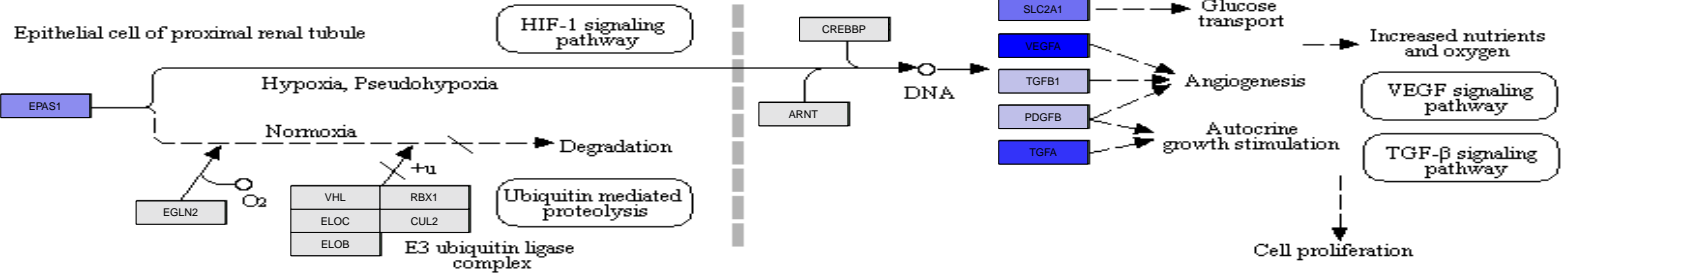 Epithelial cell of proximal renal tubule
HIF-1 signaling
pathway
EPAS1
Hypoxia, Pseudohypoxia
Normoxia
Degradation
+u
O2
EGLN2
VHL
RBX1
ELOC
CUL2
ELOB
E3 ubiquitin ligase
complex
Ubiquitin mediated
proteolysis
CREBBP
ARNT
DNA
SLC2A1
VEGFA
TGFB1
PDGFB
TGFA
Glucose
transport
Angiogenesis
Autocrine
growth stimulation
Increased nutrients
and oxygen
VEGF signaling
pathway
TGF-β signaling
pathway
Cell proliferation